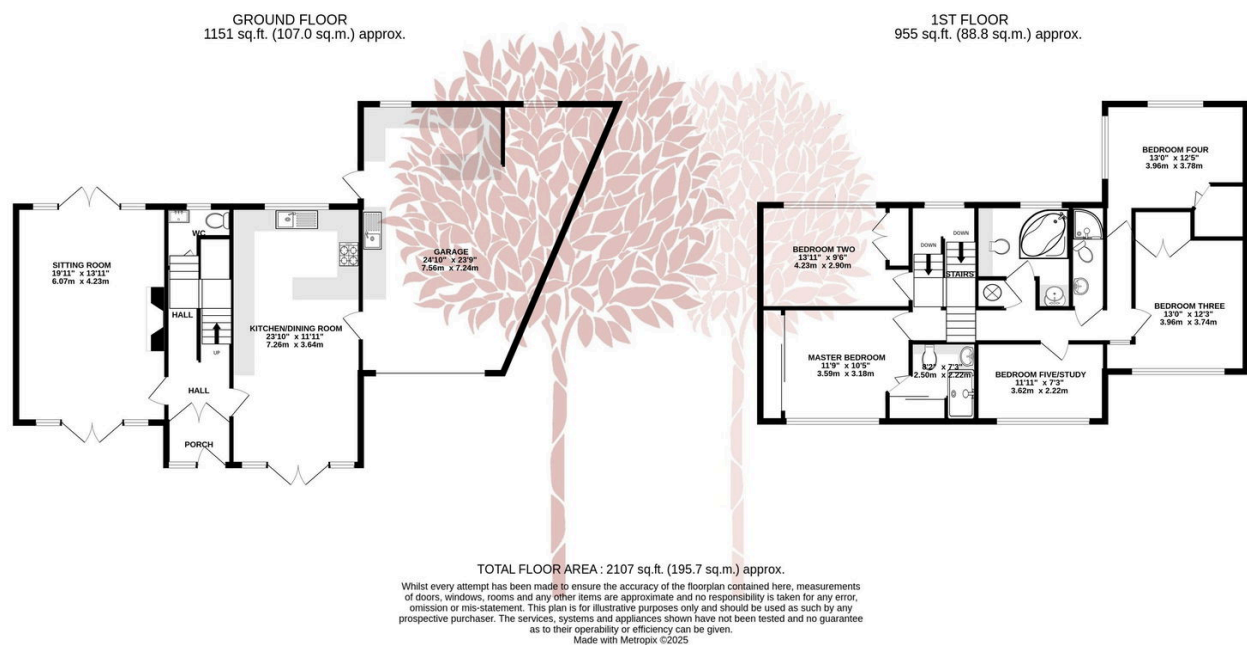 GROUND FLOOR
1151 sq.ft. (107.0 sq.m.) approx.
SITTING ROOM
19'11" x 13'11"
6.07m x 4.23m
WC
HALL
UP
HALL
PORCH
KITCHEN/DINING ROOM
23'10" x 11'11"
7.26m x 3.64m
GARAGE
24'10" x 23'9"
7.56m x 7.24m
1ST FLOOR
955 sq.ft. (88.8 sq.m.) approx.
BEDROOM FOUR
13'0" x 12'5"
3.96m x 3.78m
BEDROOM TWO
13'11" x 9'6"
4.23m x 2.90m
DOWN
DOWN
STAIRS
BEDROOM THREE
13'0" x 12'3"
3.96m x 3.74m
MASTER BEDROOM
11'9" x 10'5"
3.59m x 3.18m
8'2" x 7'3"
2.50m x 2.22m
BEDROOM FIVE/STUDY
11'11" x 7'3"
3.62m x 2.22m
TOTAL FLOOR AREA : 2107 sq.ft. (195.7 sq.m.) approx.
Whilst every attempt has been made to ensure the accuracy of the floorplan contained here, measurements
of doors, windows, rooms and any other items are approximate and no responsibility is taken for any error,
omission or mis-statement. This plan is for illustrative purposes only and should be used as such by any
prospective purchaser. The services, systems and appliances shown have not been tested and no guarantee
as to their operability or efficiency can be given.
Made with Metropix ©2025